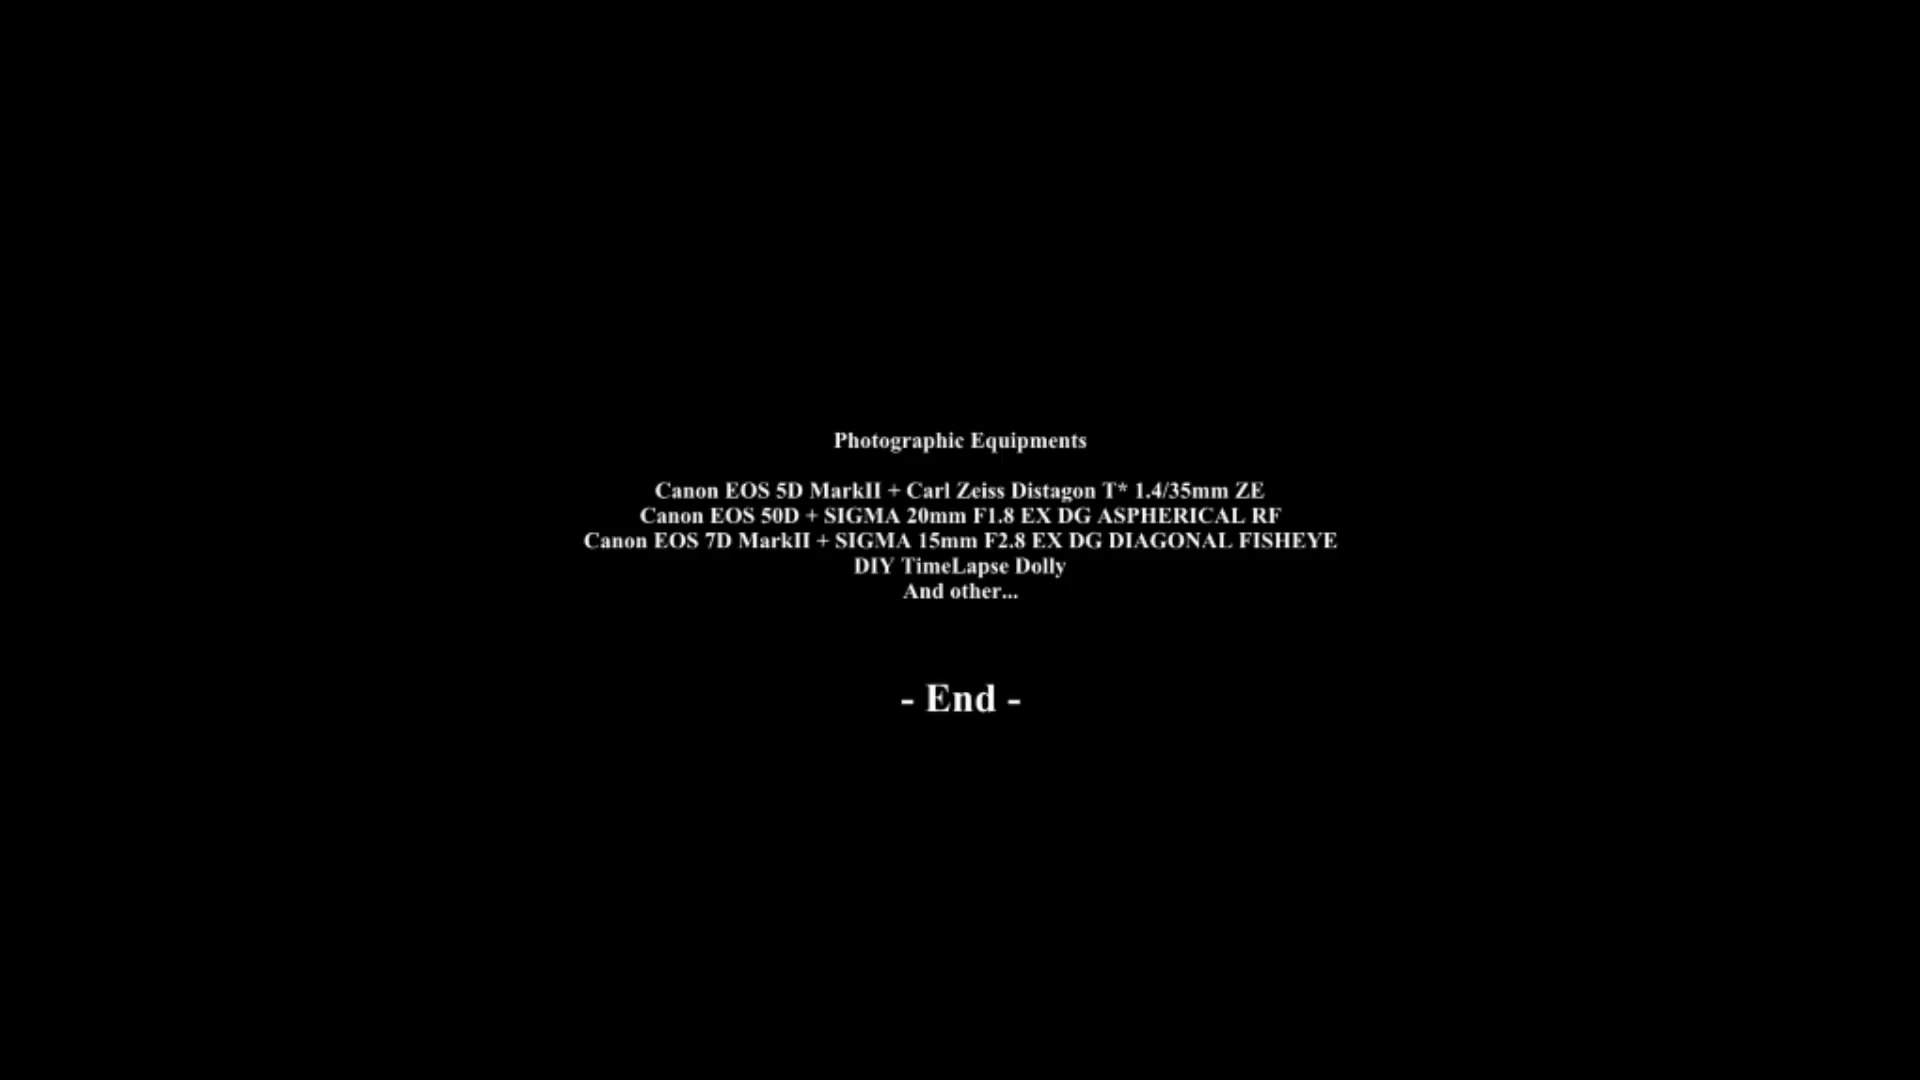 Photographic Equipments
Canon EOS 5D MarkII + Carl Zeiss Distagon T* 1.4/35mm ZE
Canon EOS 50D + SIGMA 20mm F1.8 EX DG ASPHERICAL RF
Canon EOS 7D MarkII + SIGMA 15mm F2.8 EX DG DIAGONAL FISHEYE
DIY TimeLapse Dolly
And other...
- End -